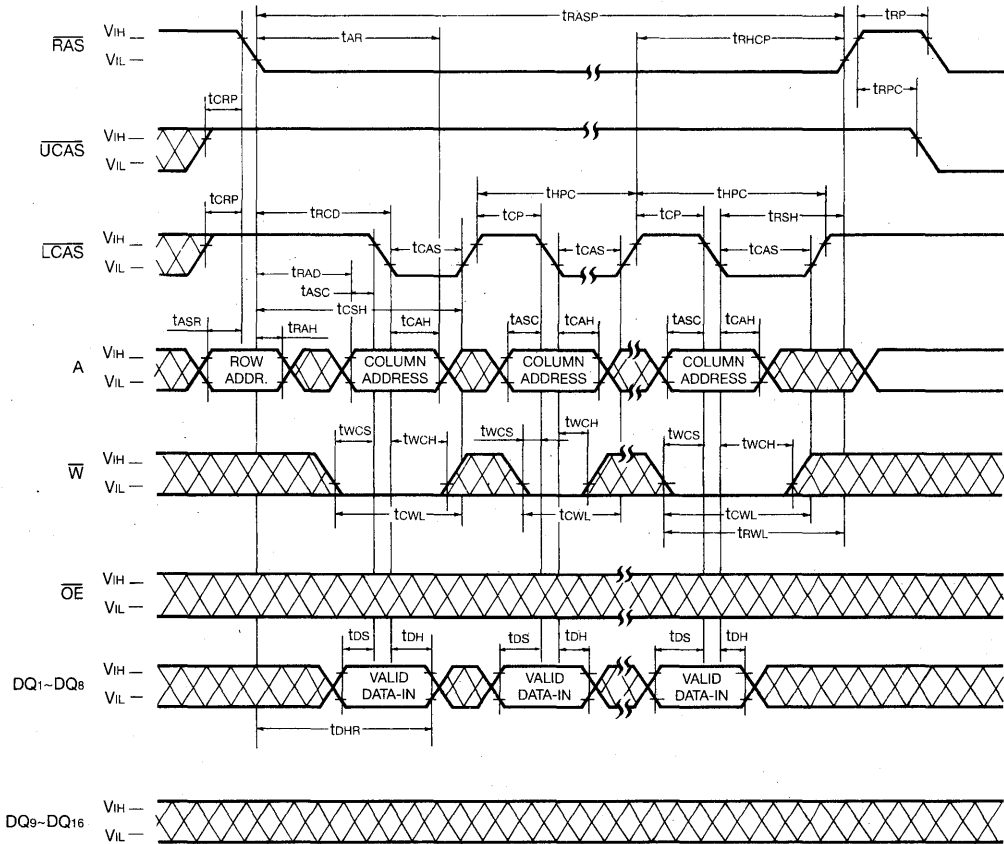 tRASP
tRP
RAS
VIH
VIL
tAR
tRHCP
tCRP
tRPC
UCAS
VIH
VIL
tCRP
tRCD
tHPC
tHPC
tCP
tCP
tRSH
LCAS
VIH
VIL
tCAS
tCAS
tCAS
tRAD
tASC
tCSH
tASR
tRAH
tCAH
tASC
tCAH
tASC
tCAH
A
VIH
VIL
ROW ADDR.
COLUMN ADDRESS
COLUMN ADDRESS
COLUMN ADDRESS
tWCS
tWCH
tWCS
tWCH
tWCS
tWCH
W
VIH
VIL
tCWL
tCWL
tCWL
tRWL
OE
VIH
VIL
tDS
tDH
tDS
tDH
tDS
tDH
DQ1~DQ8
VIH
VIL
VALID DATA-IN
VALID DATA-IN
VALID DATA-IN
tDHR
DQ9~DQ16
VIH
VIL